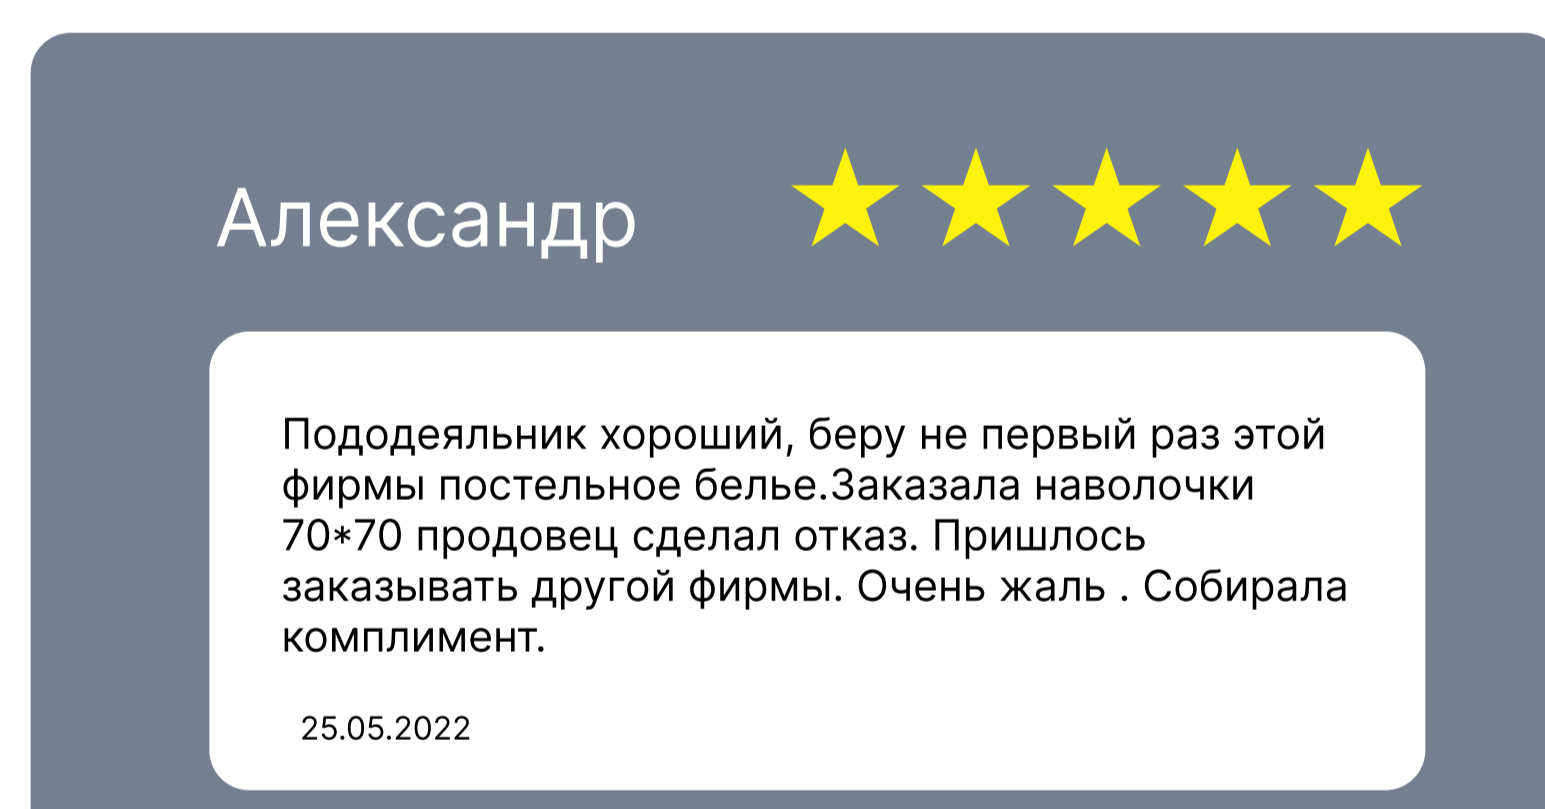 Александр
Пододеяльник хороший, беру не первый раз этой
фирмы постельное белье.Заказала наволочки
70*70 продовец сделал отказ. Пришлось
заказывать другой фирмы. Очень жаль . Собирала
комплимент.
25.05.2022